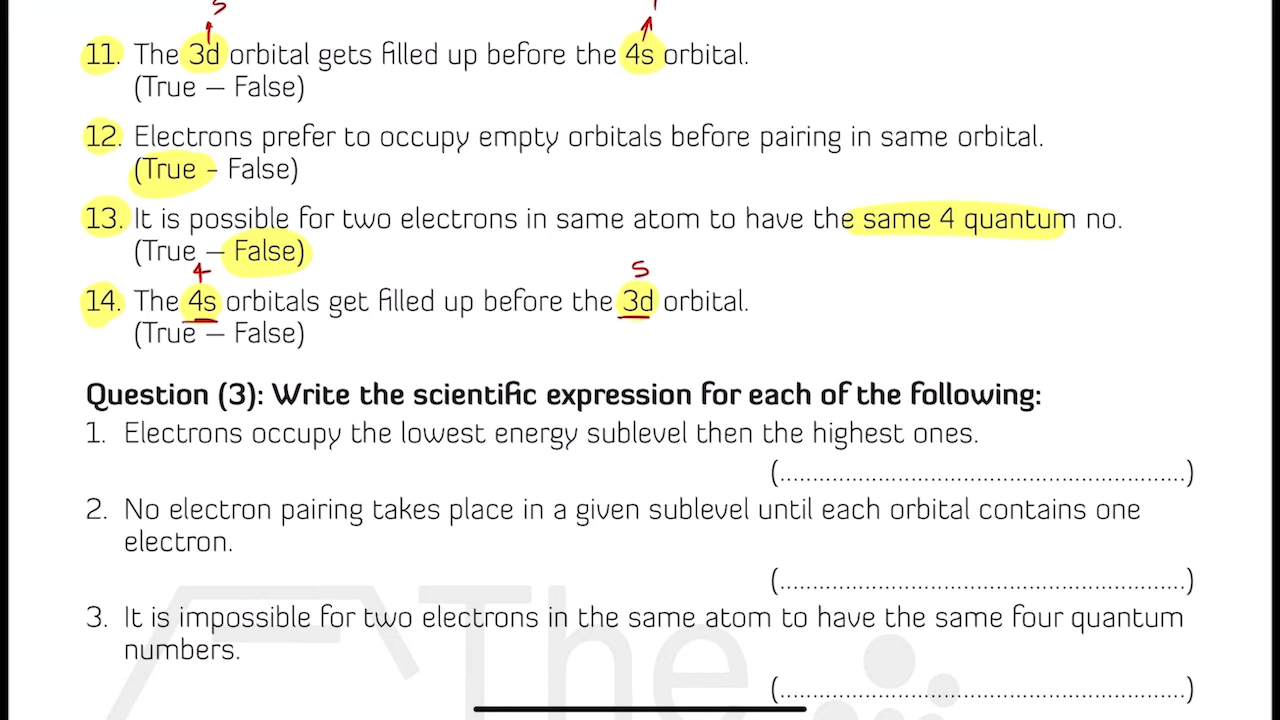 5
11. The 3d orbital gets filled up before the 4s orbital.
(True – False)
12. Electrons prefer to occupy empty orbitals before pairing in same orbital.
(True - False)
13. It is possible for two electrons in same atom to have the same 4 quantum no.
(True – False)
4 5
14. The 4s orbitals get filled up before the 3d orbital.
(True – False)
Question (3): Write the scientific expression for each of the following:
1. Electrons occupy the lowest energy sublevel then the highest ones.
(..............................................................)
2. No electron pairing takes place in a given sublevel until each orbital contains one
electron.
(..............................................................)
3. It is impossible for two electrons in the same atom to have the same four quantum
numbers.
(..............................................................)
The